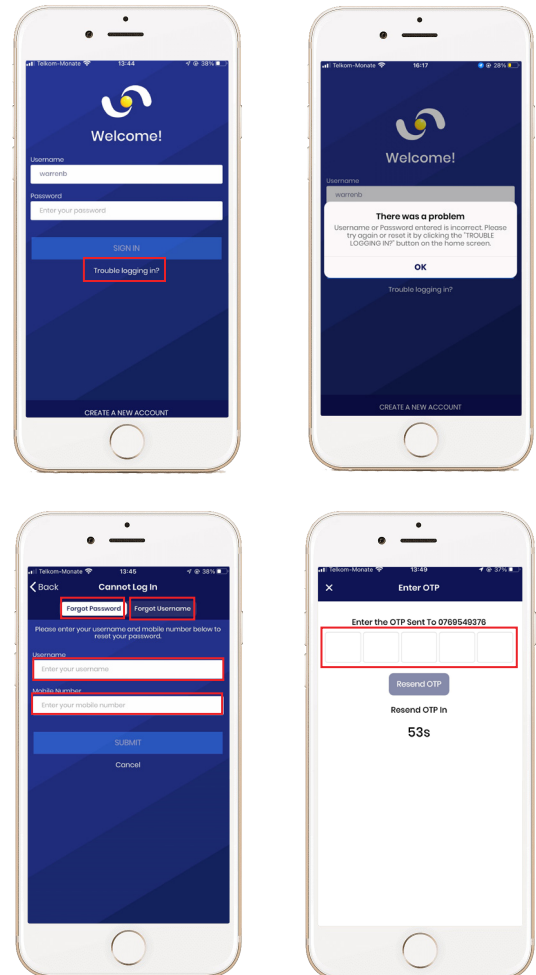 Telkom-Monate 13:44 38%
Welcome!
Username
warrenb
Password
Enter your password
SIGN IN
Trouble logging in?
CREATE A NEW ACCOUNT
Telkom-Monate 16:17 28%
Welcome!
Username
warrenb
There was a problem
Username or Password entered is incorrect. Please
try again or reset it by clicking the "TROUBLE
LOGGING IN?" button on the home screen.
OK
Trouble logging in?
CREATE A NEW ACCOUNT
Telkom-Monate 13:45 38%
Back Cannot Log In
Forgot Password Forgot Username
Please enter your username and mobile number below to
reset your password.
Username
Enter your username
Mobile Number
Enter your mobile number
SUBMIT
Cancel
Telkom-Monate 13:49 37%
× Enter OTP
Enter the OTP Sent To 0769549376
Resend OTP
Resend OTP In
53s